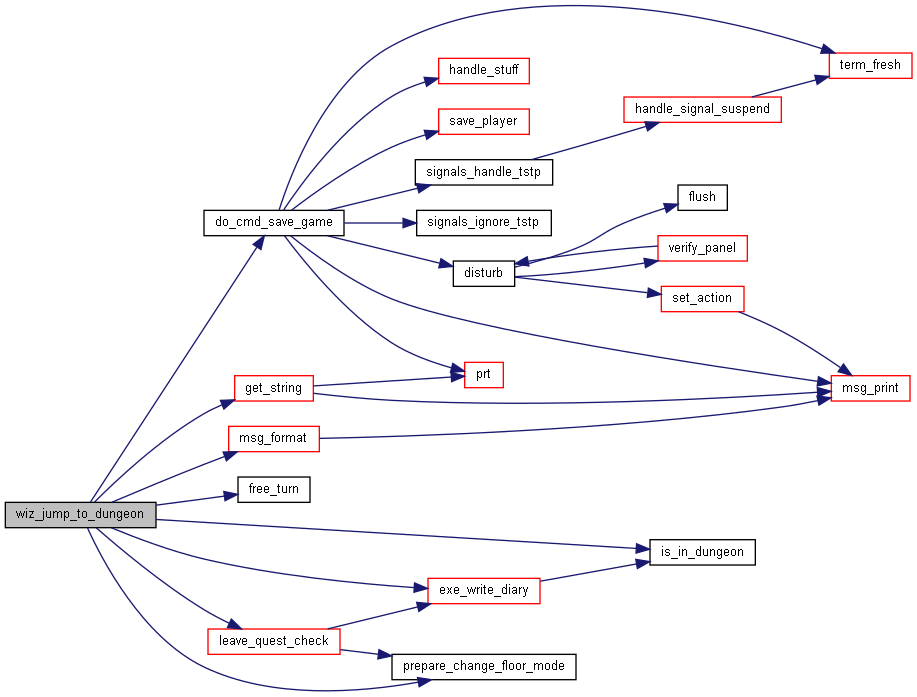 term_fresh
handle_stuff
handle_signal_suspend
save_player
signals_handle_tstp
flush
do_cmd_save_game
signals_ignore_tstp
verify_panel
disturb
set_action
prt
get_string
msg_print
msg_format
free_turn
wiz_jump_to_dungeon
is_in_dungeon
exe_write_diary
leave_quest_check
prepare_change_floor_mode